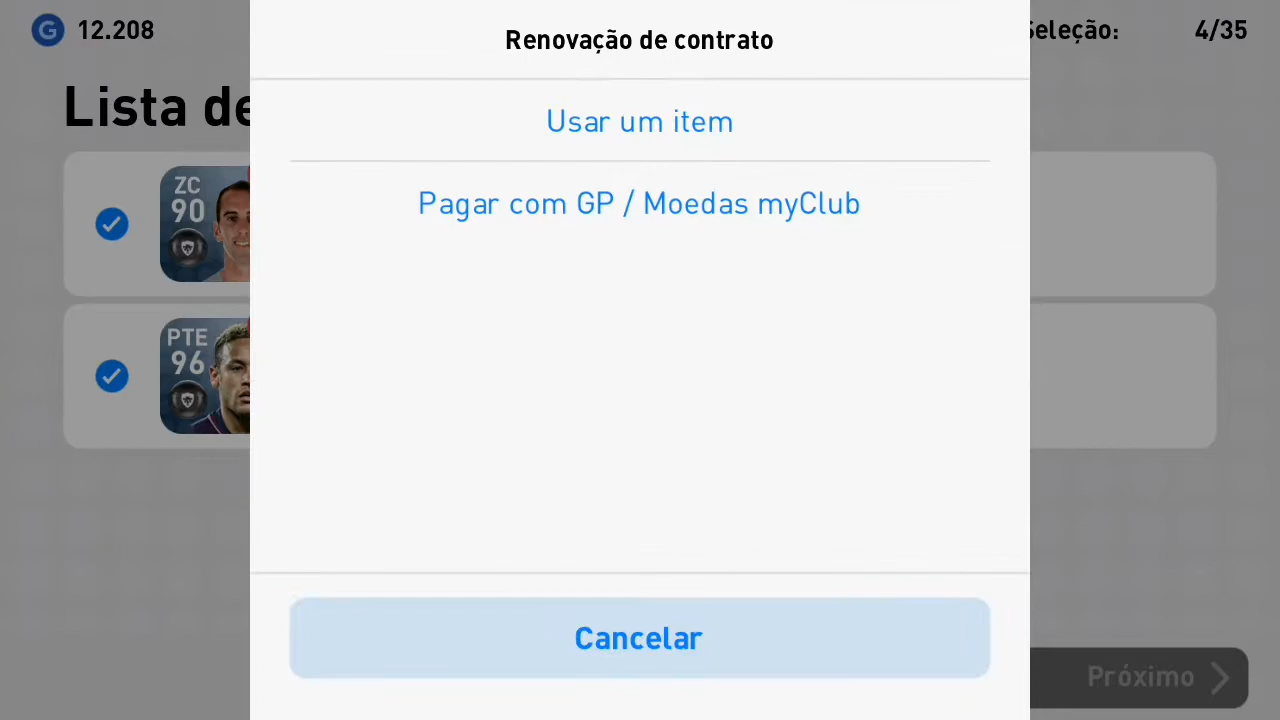 G 12.208
Seleção: 4/35
Renovação de contrato
Lista de
Usar um item
ZC
90
Pagar com GP / Moedas myClub
PTE
96
Cancelar
Próximo